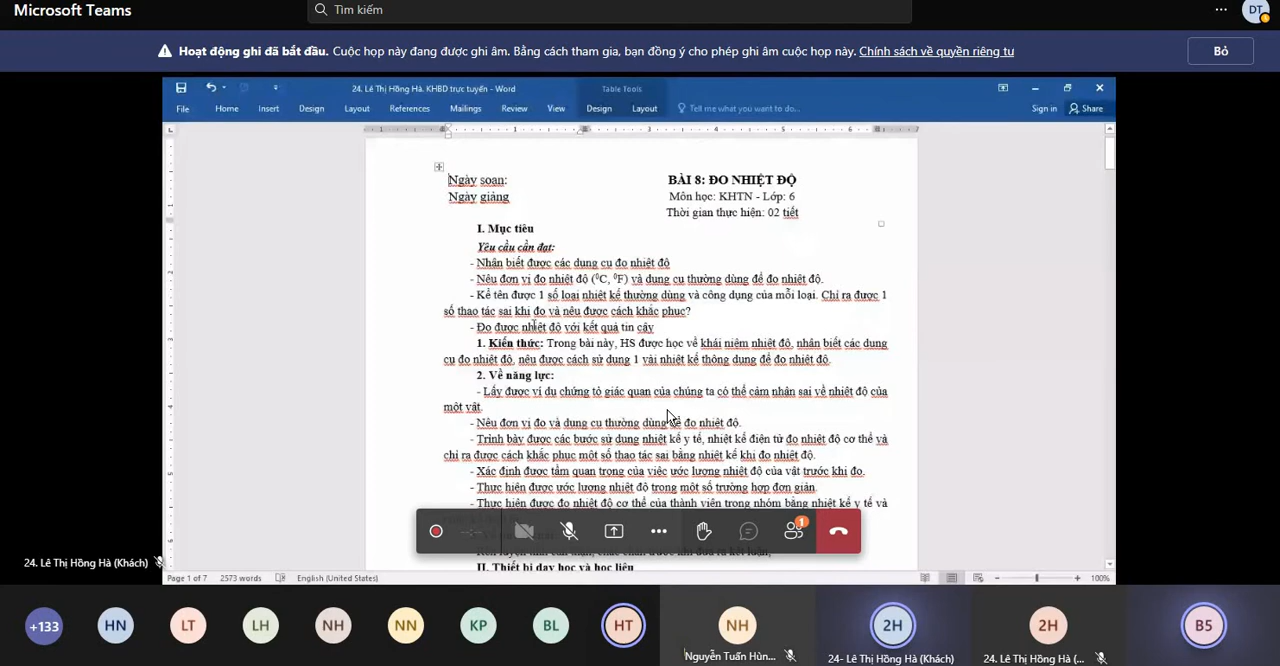 Microsoft Teams
Tìm kiếm
DT
Hoạt động ghi đã bắt đầu. Cuộc họp này đang được ghi âm. Bằng cách tham gia, bạn đồng ý cho phép ghi âm cuộc họp này. Chính sách về quyền riêng tư
Bỏ
24. Lê Thị Hồng Hà. KHBD trực tuyến - Word
Table Tools
File Home Insert Design Layout References Mailings Review View Design Layout Tell me what you want to do... Sign in Share
Ngày soạn:
BÀI 8: ĐO NHIỆT ĐỘ
Ngày giảng
Môn học: KHTN - Lớp: 6
Thời gian thực hiện: 02 tiết
I. Mục tiêu
Yêu cầu cần đạt:
- Nhận biết được các dụng cụ đo nhiệt độ
- Nêu đơn vị đo nhiệt độ (⁰C, ⁰F) và dụng cụ thường dùng để đo nhiệt độ.
- Kể tên được 1 số loại nhiệt kế thường dùng và công dụng của mỗi loại. Chỉ ra được 1
số thao tác sai khi đo và nêu được cách khắc phục?
- Đo được nhiệt độ với kết quả tin cậy
1. Kiến thức: Trong bài này, HS được học về khái niệm nhiệt độ, nhận biết các dụng
cụ đo nhiệt độ, nêu được cách sử dụng 1 vài nhiệt kế thông dụng để đo nhiệt độ.
2. Về năng lực:
- Lấy được ví dụ chứng tỏ giác quan của chúng ta có thể cảm nhận sai về nhiệt độ của
một vật.
- Nêu được đơn vị đo và dụng cụ thường dùng để đo nhiệt độ.
- Trình bày được các bước sử dụng nhiệt kế y tế, nhiệt kế điện tử đo nhiệt độ cơ thể và
chỉ ra được cách khắc phục một số thao tác sai bằng nhiệt kế khi đo nhiệt độ.
- Xác định được tầm quan trọng của việc ước lượng nhiệt độ của vật trước khi đo.
- Thực hiện được ước lượng nhiệt độ trong một số trường hợp đơn giản.
- Thực hiện được đo nhiệt độ cơ thể của thành viên trong nhóm bằng nhiệt kế y tế và
1
II. Thiết bị dạy học và học liệu
24. Lê Thị Hồng Hà (Khách)
Page 1 of 7 2573 words English (United States) 100%
+133 HN LT LH NH NN KP BL HT NH 2H 2H B5
Nguyễn Tuấn Hùn... 24- Lê Thị Hồng Hà (Khách) 24. Lê Thị Hồng Hà (...